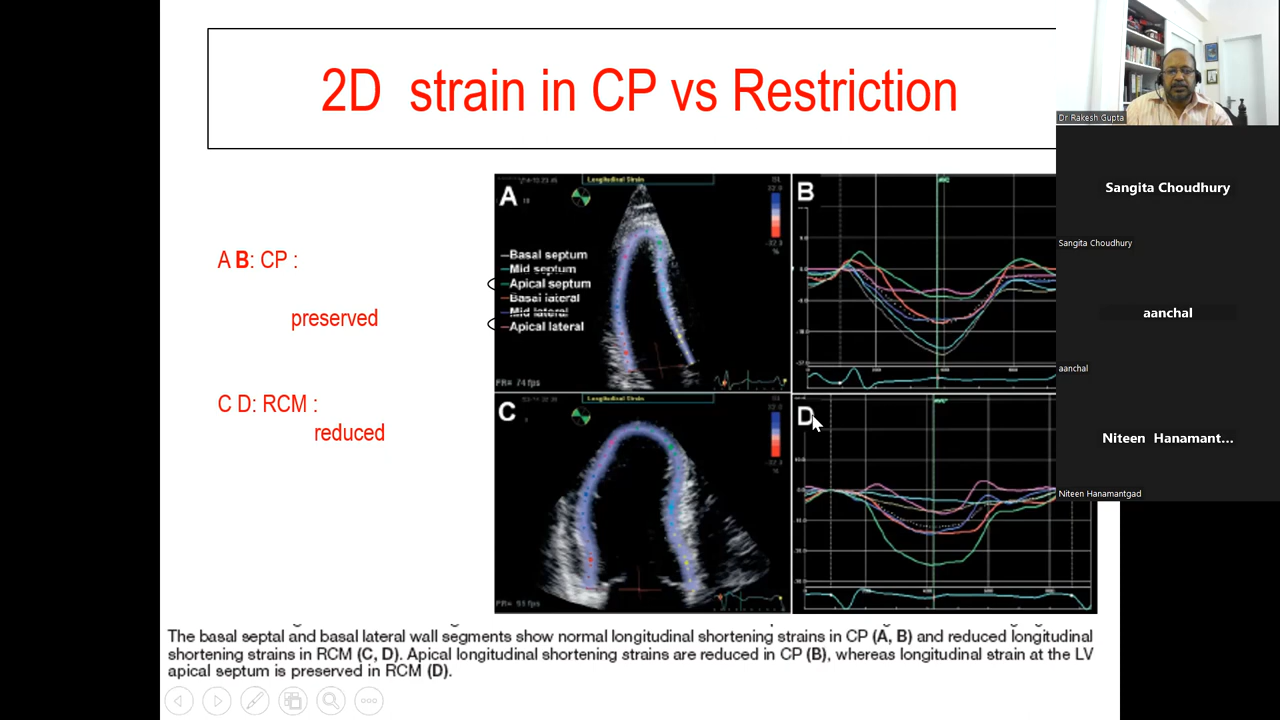 2D strain in CP vs Restriction
A B: CP :
preserved
C D: RCM :
reduced
A
Longitudinal Strain
Basal septum
Mid septum
Apical septum
Basal lateral
Mid lateral
Apical lateral
FR= 74 fps
B
C
Longitudinal Strain
D
The basal septal and basal lateral wall segments show normal longitudinal shortening strains in CP (A, B) and reduced longitudinal
shortening strains in RCM (C, D). Apical longitudinal shortening strains are reduced in CP (B), whereas longitudinal strain at the LV
apical septum is preserved in RCM (D).
Dr Rakesh Gupta
Sangita Choudhury
Sangita Choudhury
aanchal
aanchal
Niteen Hanamant...
Niteen Hanamantgad